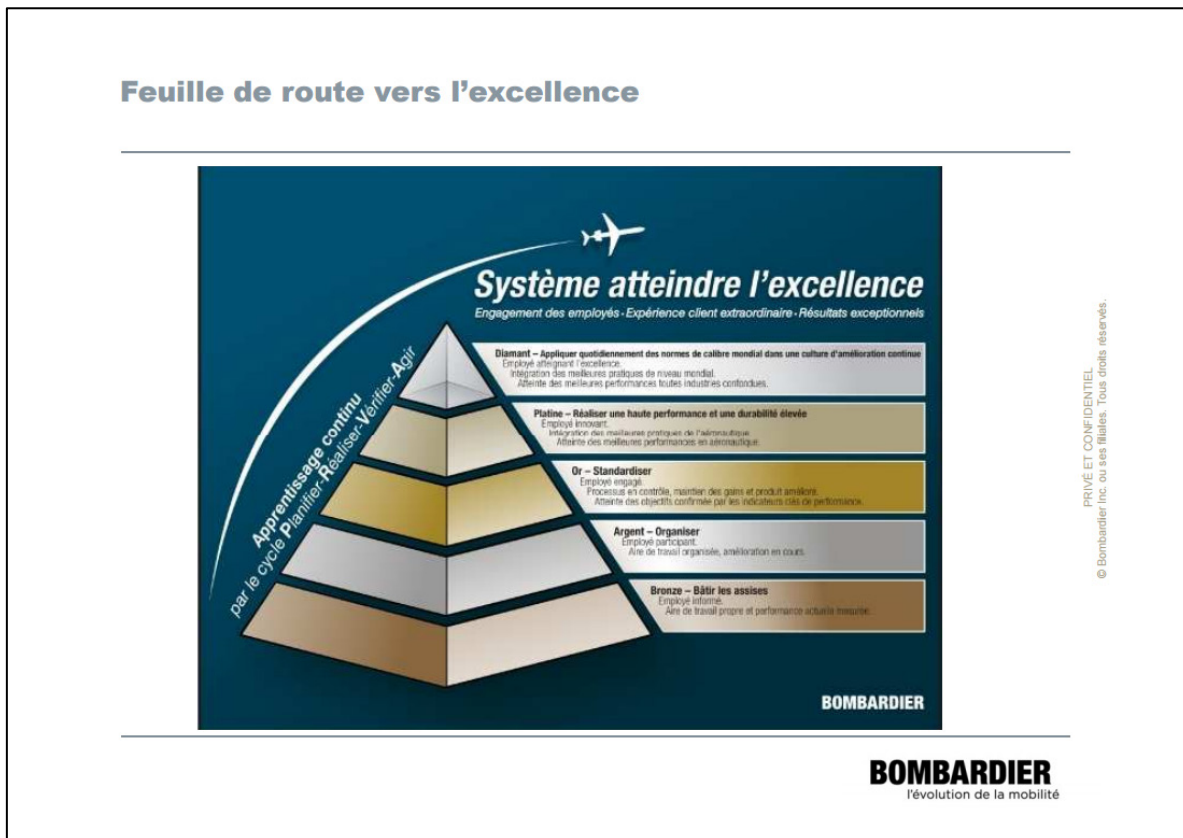 Feuille de route vers l'excellence
Système atteindre l'excellence
Engagement des employés · Expérience client extraordinaire · Résultats exceptionnels
Apprentissage continu
par le cycle Planifier-Réaliser-Vérifier-Agir
Diamant – Appliquer quotidiennement des normes de calibre mondial dans une culture d'amélioration continue
Employé atteignant l'excellence.
Intégration des meilleures pratiques de niveau mondial.
Atteinte des meilleures performances toutes industries confondues.
Platine – Réaliser une haute performance et une durabilité élevée
Employé innovant.
Intégration des meilleures pratiques de l'aéronautique.
Atteinte des meilleures performances en aéronautique.
Or – Standardiser
Employé engagé.
Processus en contrôle, maintien des gains et produit amélioré.
Atteinte des objectifs confirmée par les indicateurs clés de performance.
Argent – Organiser
Employé participant.
Aire de travail organisée, amélioration en cours.
Bronze – Bâtir les assises
Employé informé.
Aire de travail propre et performance actuelle mesurée.
BOMBARDIER
PRIVÉ ET CONFIDENTIEL
© Bombardier Inc. ou ses filiales. Tous droits réservés.
BOMBARDIER
l'évolution de la mobilité